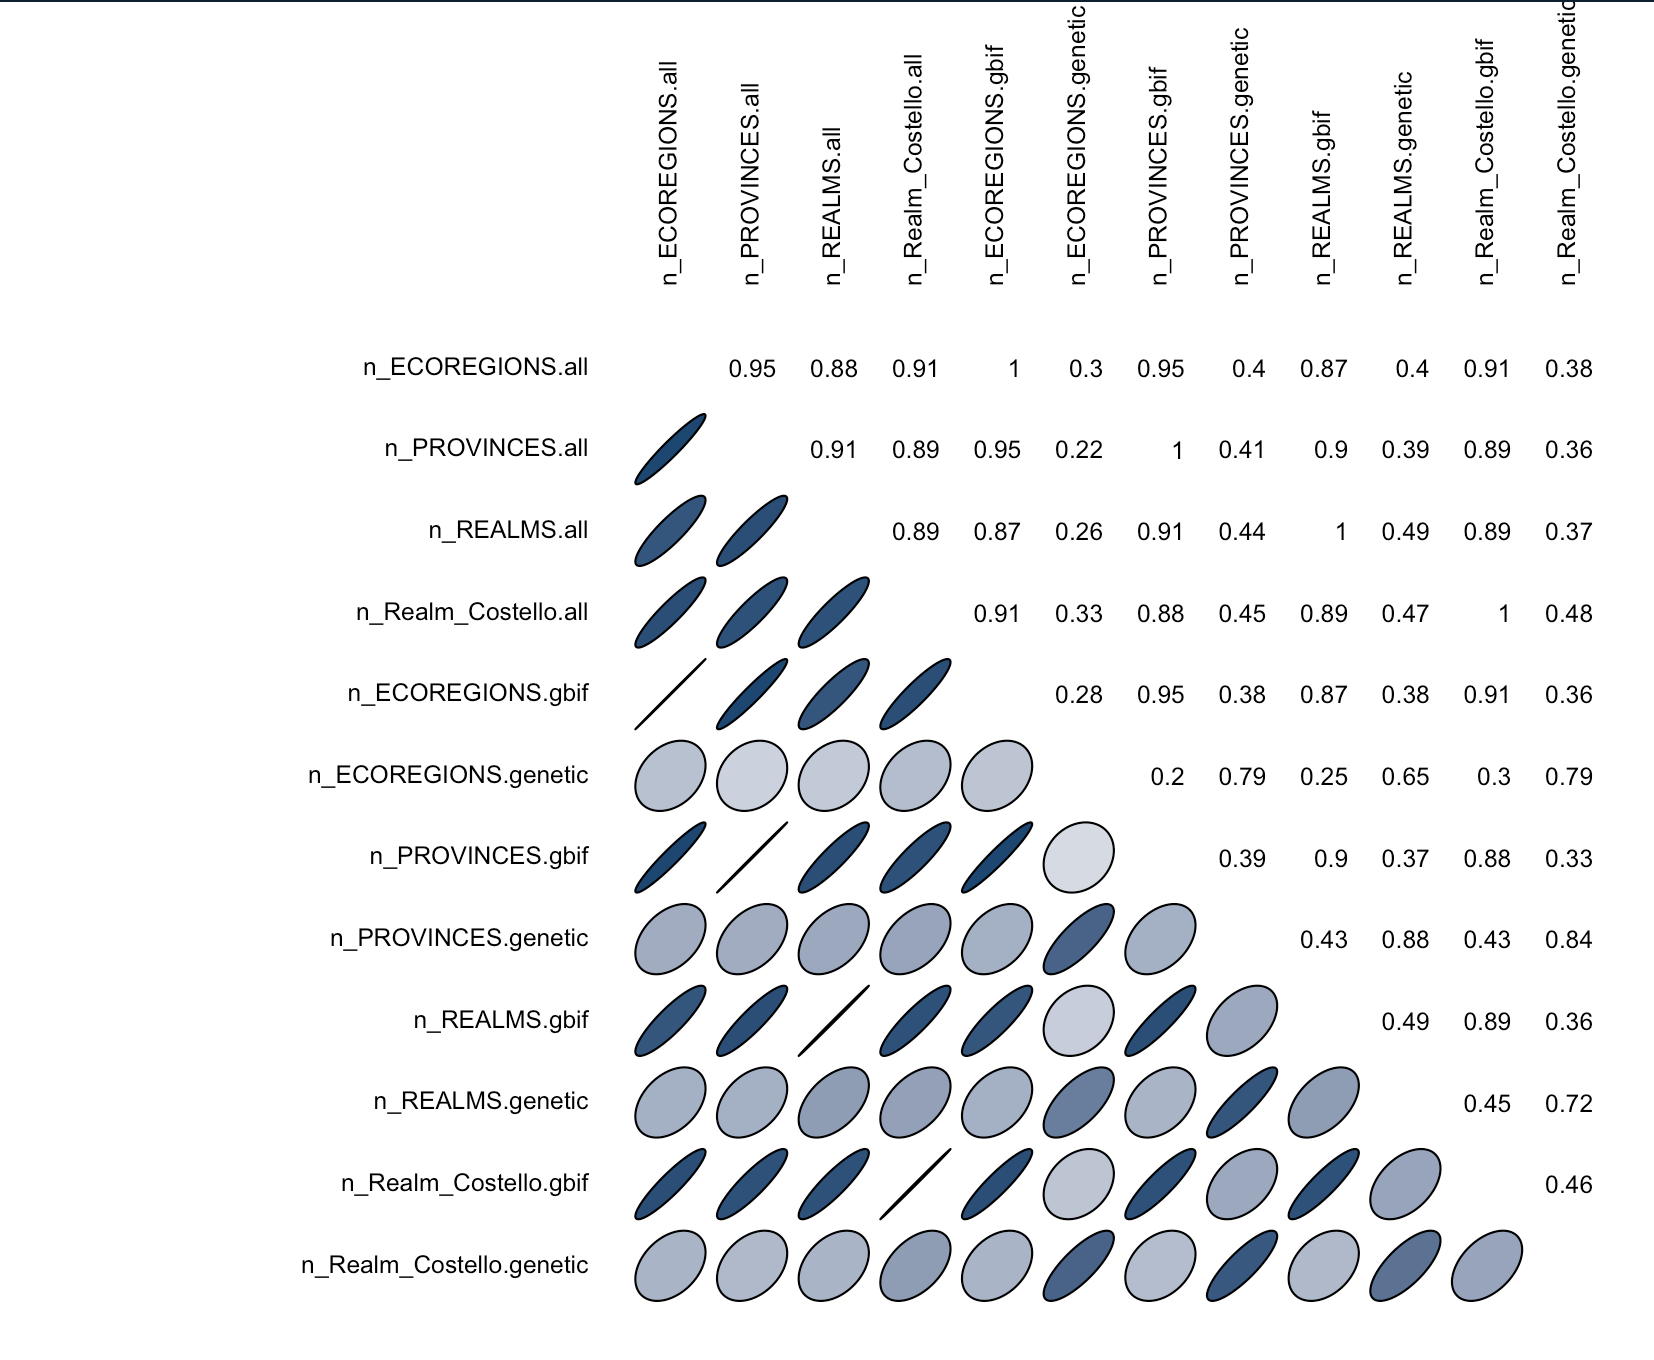 n_ECOREGIONS.all
n_PROVINCES.all
n_REALMS.all
n_Realm_Costello.all
n_ECOREGIONS.gbif
n_ECOREGIONS.genetic
n_PROVINCES.gbif
n_PROVINCES.genetic
n_REALMS.gbif
n_REALMS.genetic
n_Realm_Costello.gbif
n_Realm_Costello.genetic
n_ECOREGIONS.all 0.95 0.88 0.91 1 0.3 0.95 0.4 0.87 0.4 0.91 0.38
n_PROVINCES.all 0.91 0.89 0.95 0.22 1 0.41 0.9 0.39 0.89 0.36
n_REALMS.all 0.89 0.87 0.26 0.91 0.44 1 0.49 0.89 0.37
n_Realm_Costello.all 0.91 0.33 0.88 0.45 0.89 0.47 1 0.48
n_ECOREGIONS.gbif 0.28 0.95 0.38 0.87 0.38 0.91 0.36
n_ECOREGIONS.genetic 0.2 0.79 0.25 0.65 0.3 0.79
n_PROVINCES.gbif 0.39 0.9 0.37 0.88 0.33
n_PROVINCES.genetic 0.43 0.88 0.43 0.84
n_REALMS.gbif 0.49 0.89 0.36
n_REALMS.genetic 0.45 0.72
n_Realm_Costello.gbif 0.46
n_Realm_Costello.genetic